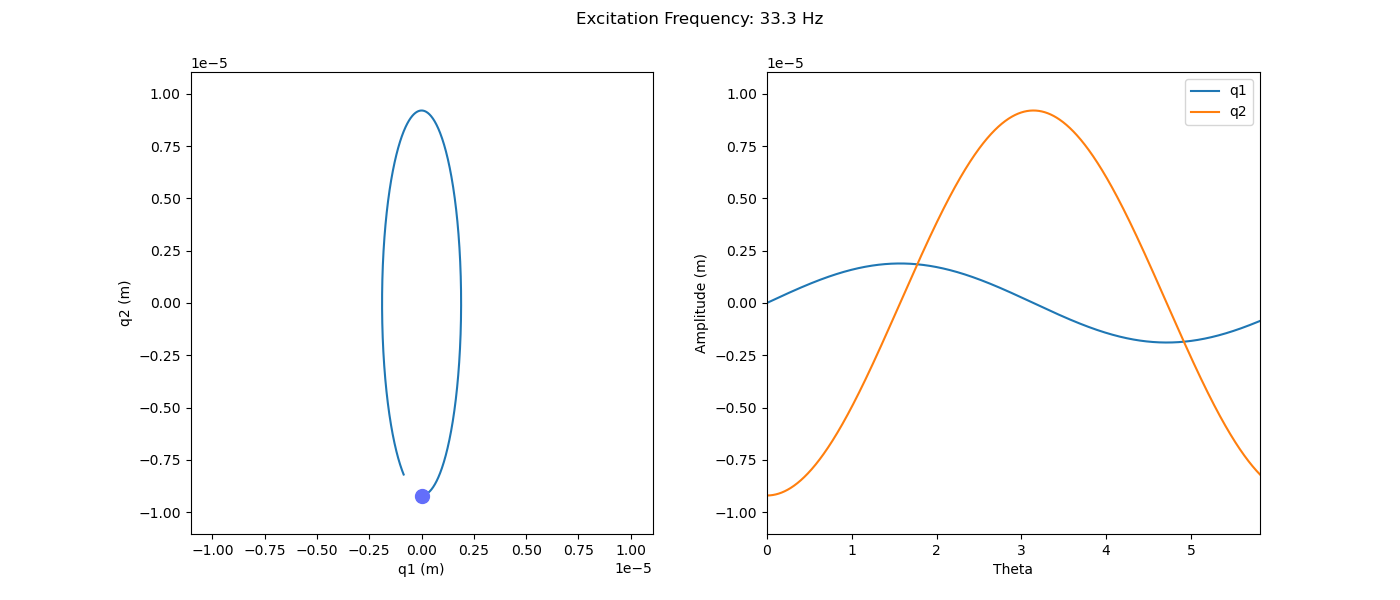 Excitation Frequency: 33.3 Hz
1e−5
1.00
0.75
0.50
0.25
0.00
−0.25
−0.50
−0.75
−1.00
q2 (m)
−1.00 −0.75 −0.50 −0.25 0.00 0.25 0.50 0.75 1.00
q1 (m)
1e−5
1e−5
q1
q2
1.00
0.75
0.50
0.25
0.00
−0.25
−0.50
−0.75
−1.00
Amplitude (m)
0 1 2 3 4 5
Theta